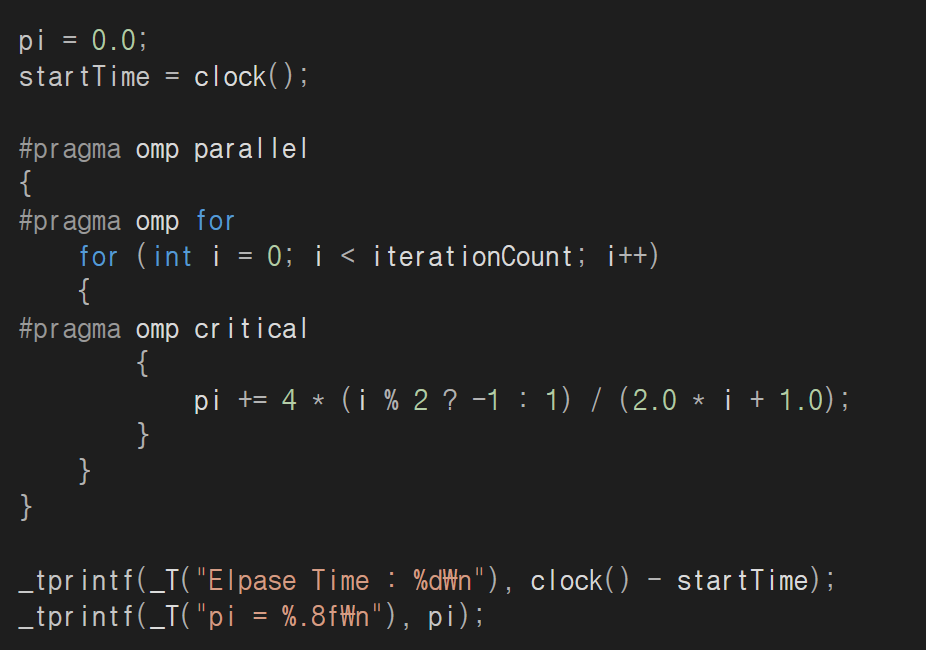 pi = 0.0;
startTime = clock();
#pragma omp parallel
{
#pragma omp for
for (int i = 0; i < iterationCount; i++)
{
#pragma omp critical
{
pi += 4 * (i % 2 ? -1 : 1) / (2.0 * i + 1.0);
}
}
}
_tprintf(_T("Elpase Time : %d₩n"), clock() - startTime);
_tprintf(_T("pi = %.8f₩n"), pi);